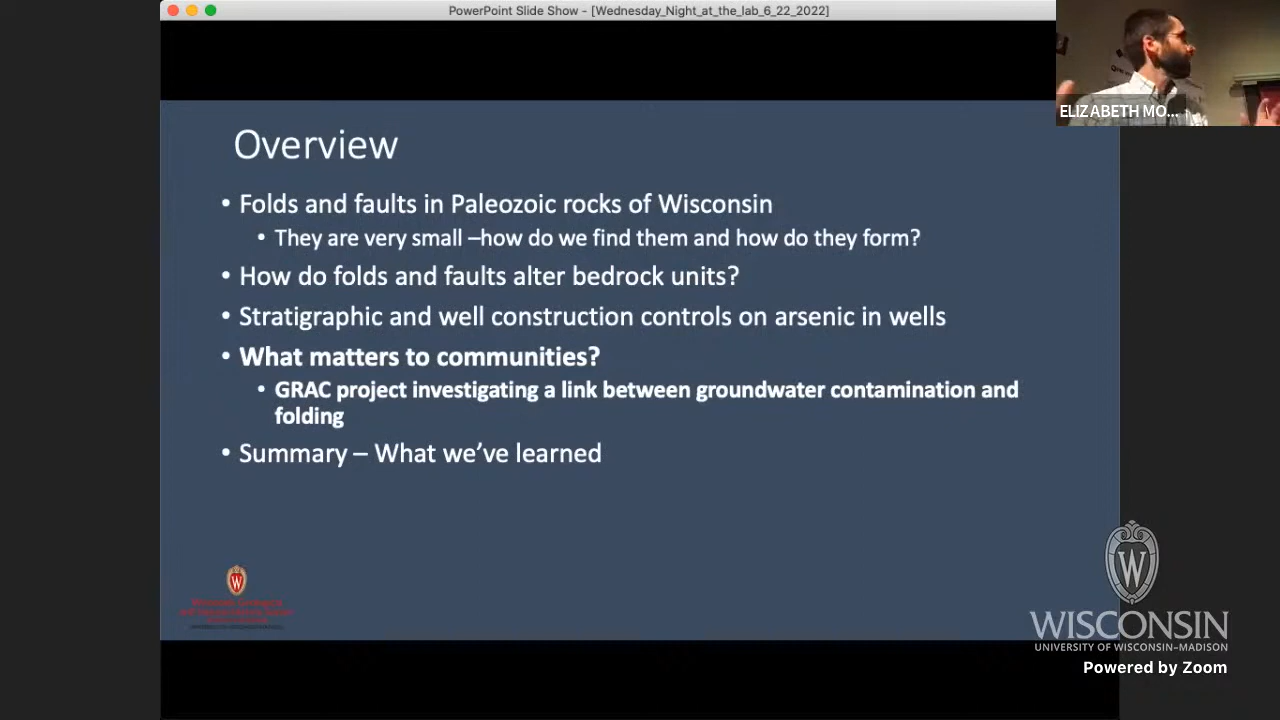 PowerPoint Slide Show - [Wednesday_Night_at_the_lab_6_22_2022]
ELIZABETH MO...
Overview
• Folds and faults in Paleozoic rocks of Wisconsin
• They are very small –how do we find them and how do they form?
• How do folds and faults alter bedrock units?
• Stratigraphic and well construction controls on arsenic in wells
• What matters to communities?
• GRAC project investigating a link between groundwater contamination and
folding
• Summary – What we've learned
W
W
WISCONSIN
UNIVERSITY OF WISCONSIN–MADISON
Powered by Zoom